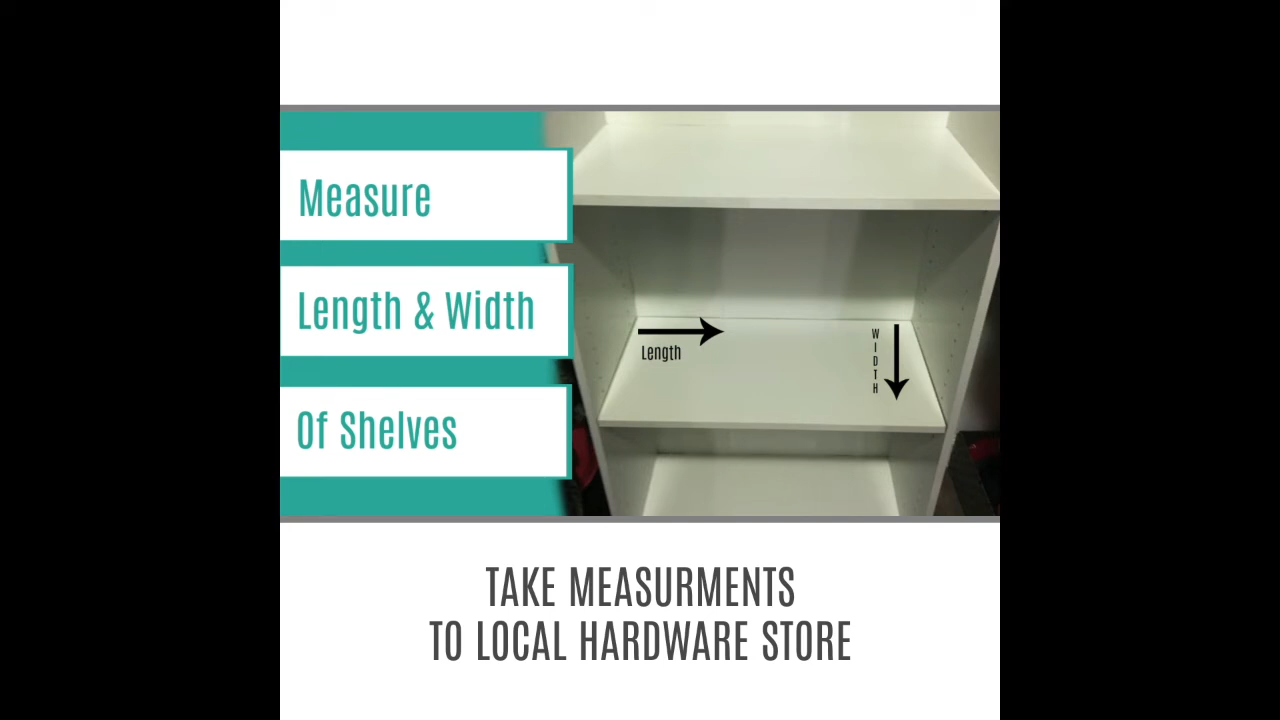 Measure
Length & Width
Of Shelves
Length
WIDTH
TAKE MEASURMENTS
TO LOCAL HARDWARE STORE